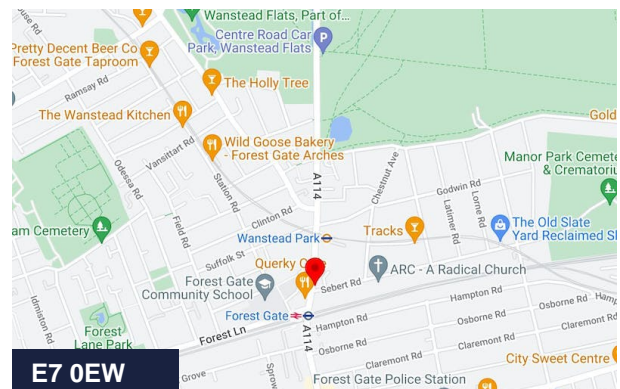 Wanstead Flats, Part of...
Centre Road Car
Park, Wanstead Flats
P
Pretty Decent Beer Co
Forest Gate Taproom
Ramsay Rd
The Holly Tree
The Wanstead Kitchen
Gold
Wild Goose Bakery
- Forest Gate Arches
Vansittart Rd
A114
Chestnut Ave
Manor Park Cemete
& Crematoriu
Odessa Rd
Station Rd
Godwin Rd
Lorne Rd
Latimer Rd
am Cemetery
Field Rd
Clinton Rd
Wanstead Park
Tracks
The Old Slate
Yard Reclaimed Sl
Suffolk St
Querky C
ARC - A Radical Church
Forest Gate
Community School
Sebert Rd
Idmiston Rd
Hampton Rd
Osborne Rd
Claremont Rd
Forest
Lane Park
Forest Ln
Forest Gate
A114
Hampton Rd
Osborne Rd
Claremont Rd
City Sweet Centre
Grove
Sprow
Forest Gate Police Station
E7 0EW